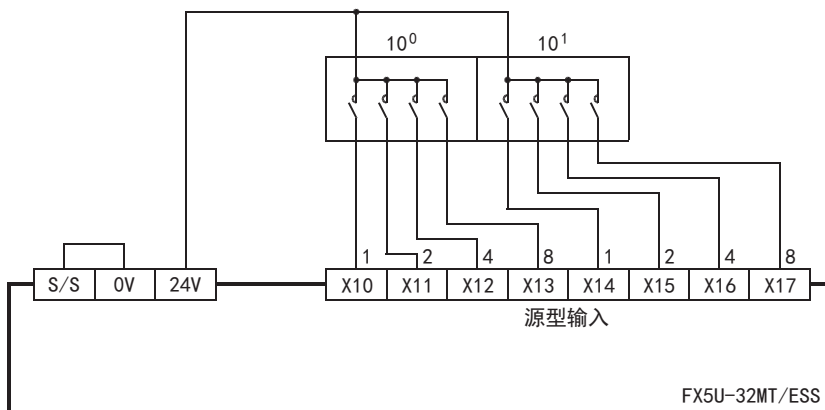 10⁰ 10¹
1 2 4 8 1 2 4 8
S/S 0V 24V X10 X11 X12 X13 X14 X15 X16 X17
源型输入
FX5U-32MT/ESS